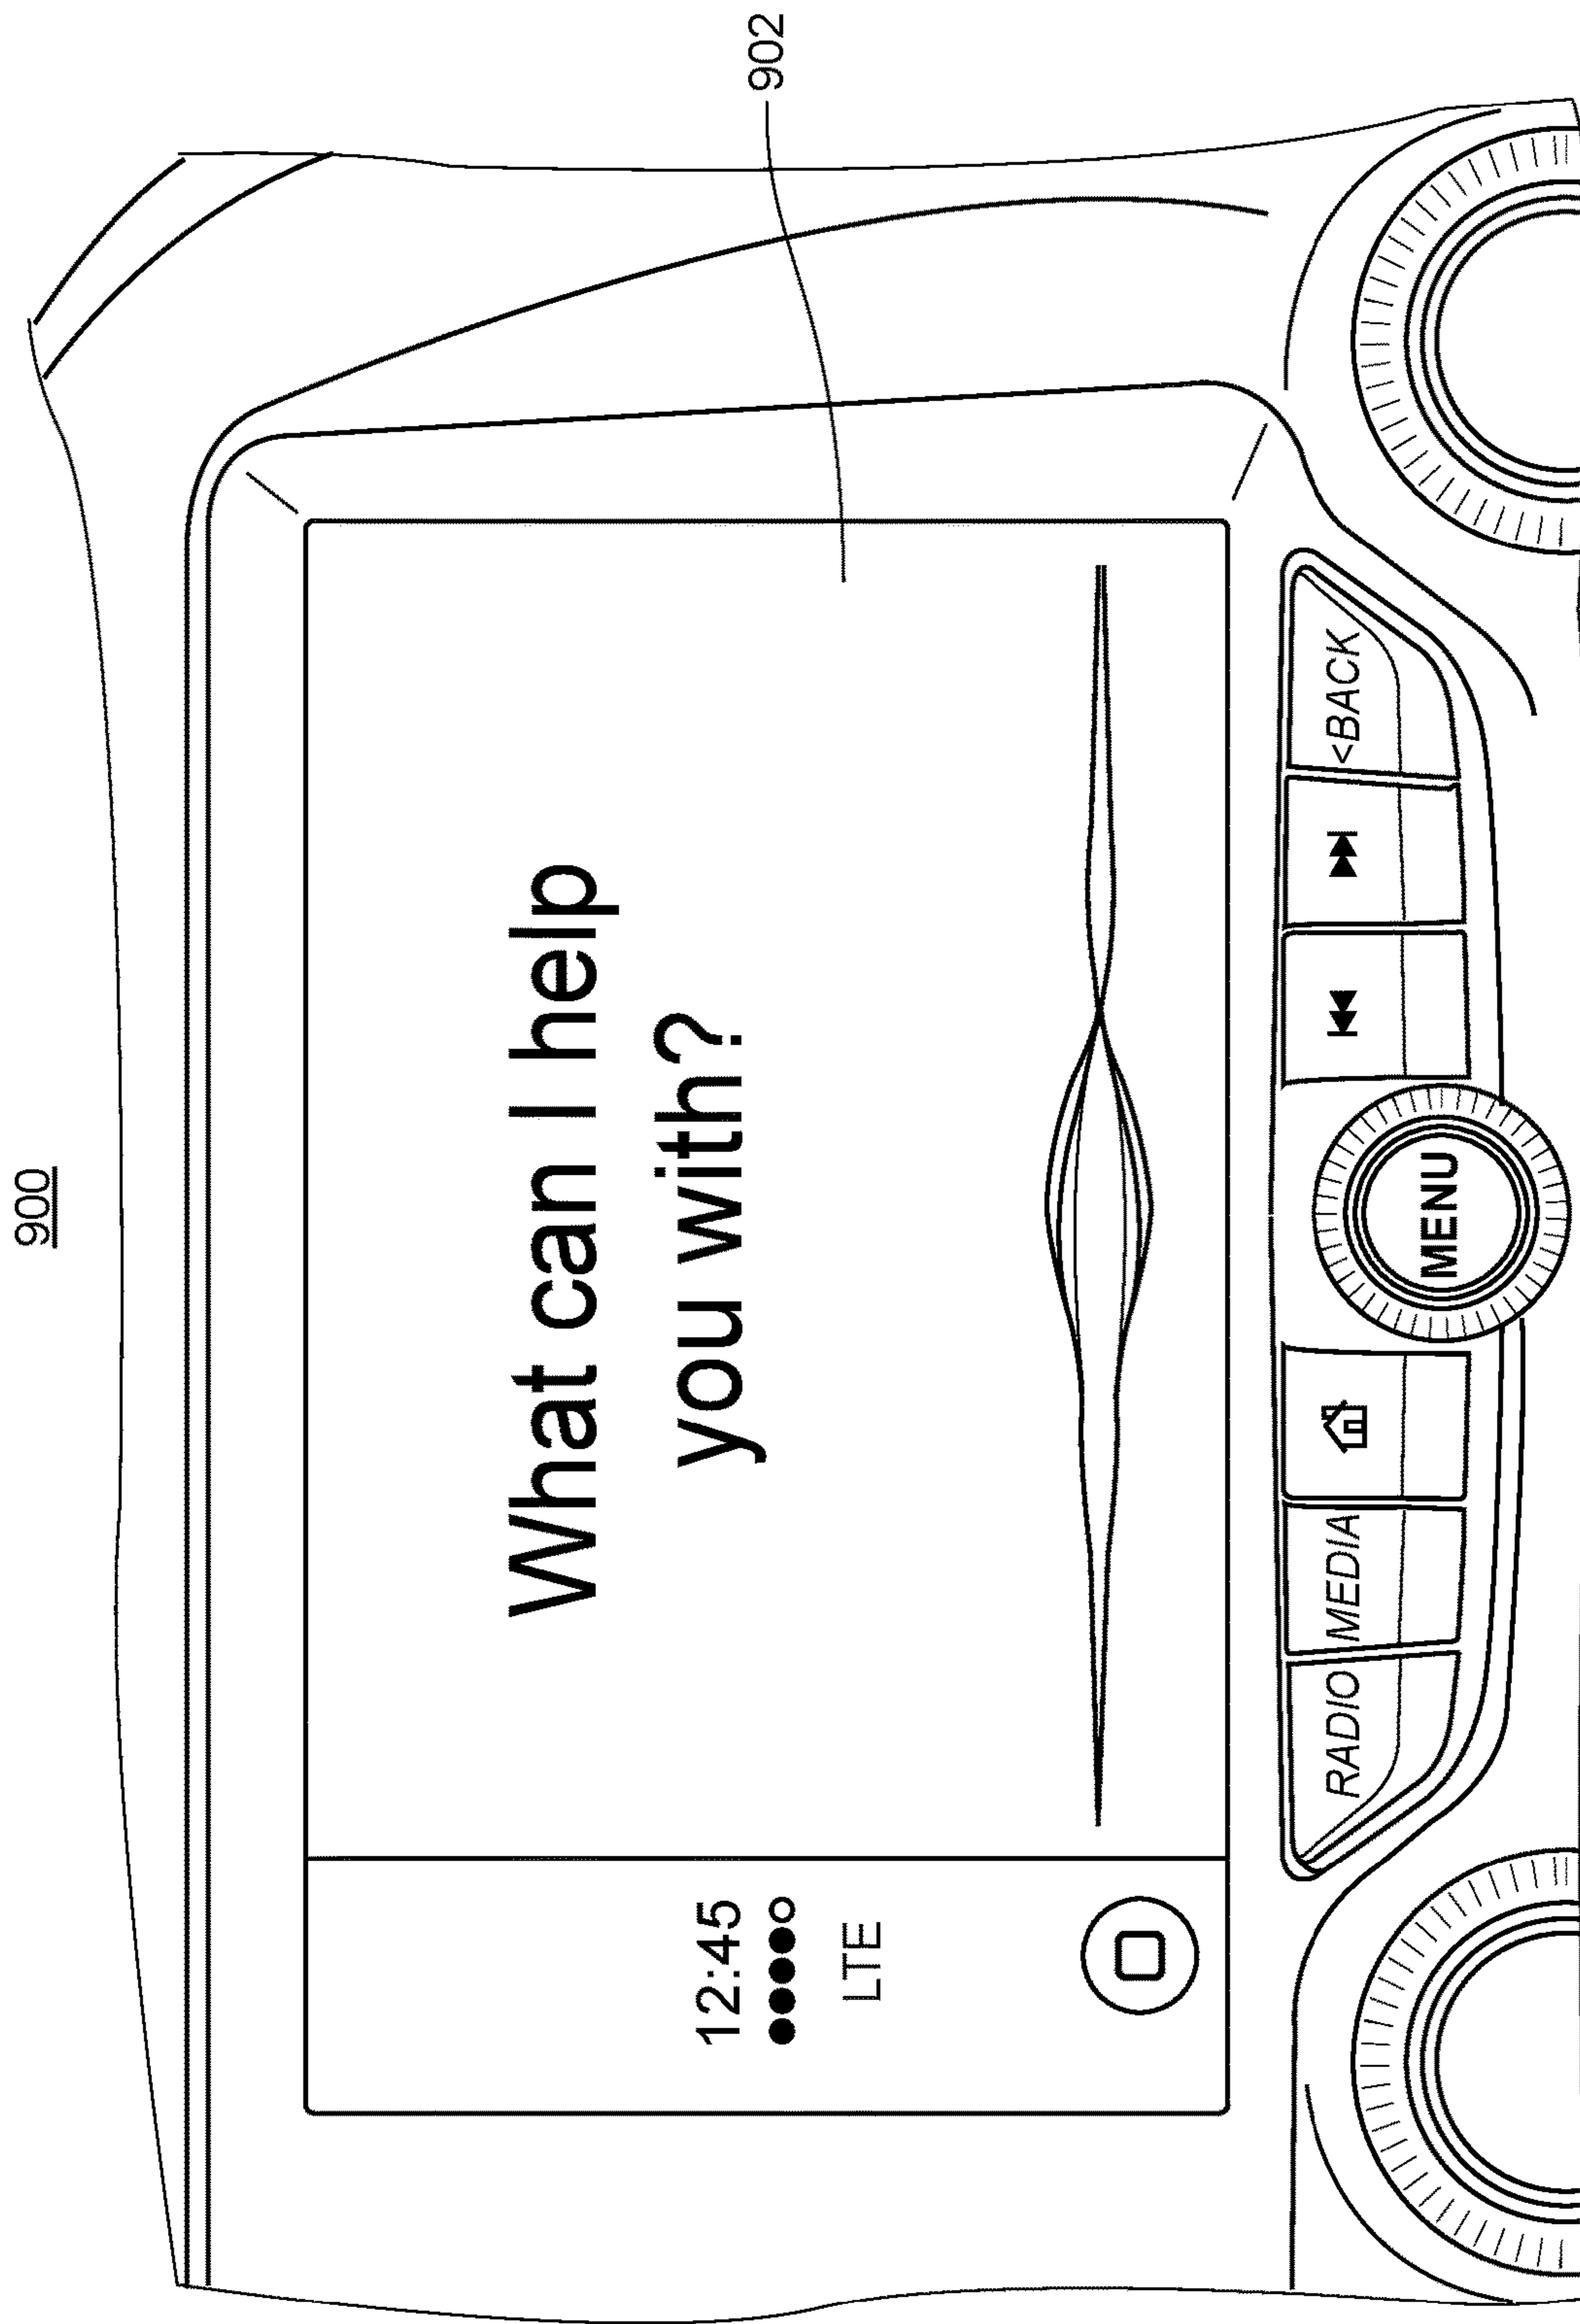 900
902
What can I help
you with?
12:45
LTE
RADIO
MEDIA
MENU
<BACK